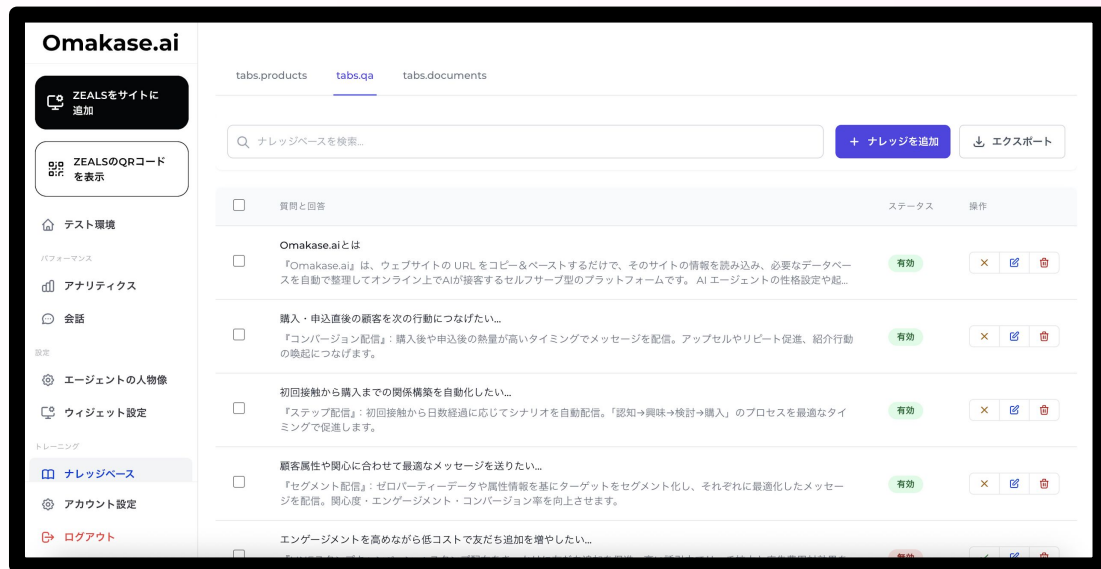 Omakase.ai
ZEALSをサイトに
追加
ZEALSのQRコード
を表示
テスト環境
パフォーマンス
アナリティクス
会話
設定
エージェントの人物像
ウィジェット設定
トレーニング
ナレッジベース
アカウント設定
ログアウト
tabs.products tabs.qa tabs.documents
ナレッジベースを検索...
+ ナレッジを追加
エクスポート
質問と回答 ステータス 操作
Omakase.aiとは
『Omakase.ai』は、ウェブサイトの URL をコピー＆ペーストするだけで、そのサイトの情報を読み込み、必要なデータベー
スを自動で整理してオンライン上でAIが接客するセルフサーブ型のプラットフォームです。 AI エージェントの性格設定や起...
有効
購入・申込直後の顧客を次の行動につなげたい...
『コンバージョン配信』：購入後や申込後の熱量が高いタイミングでメッセージを配信。アップセルやリピート促進、紹介行動
の喚起につなげます。
有効
初回接触から購入までの関係構築を自動化したい...
『ステップ配信』：初回接触から日数経過に応じてシナリオを自動配信。「認知→興味→検討→購入」のプロセスを最適なタイ
ミングで促進します。
有効
顧客属性や関心に合わせて最適なメッセージを送りたい...
『セグメント配信』：ゼロパーティーデータや属性情報を基にターゲットをセグメント化し、それぞれに最適化したメッセー
ジを配信。関心度・エンゲージメント・コンバージョン率を向上させます。
有効
エンゲージメントを高めながら低コストで友だち追加を増やしたい...
無効